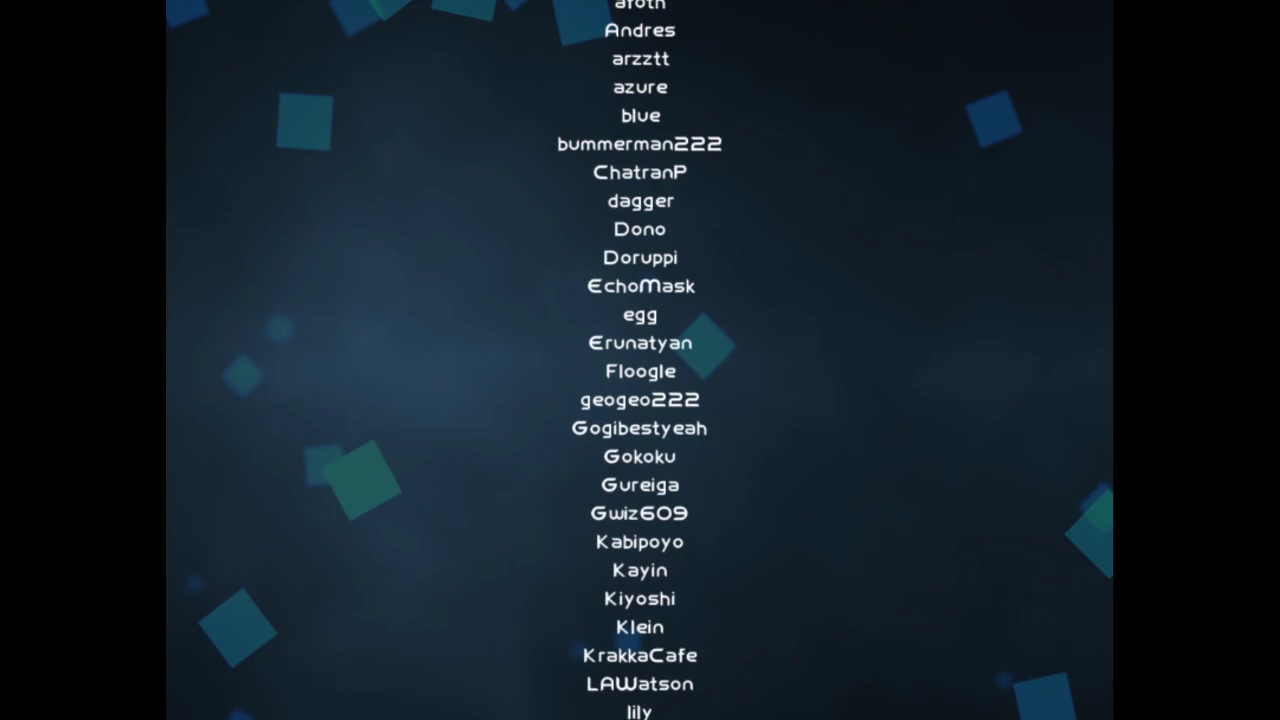 afoth
Andres
arzztt
azure
blue
bummerman222
ChatranP
dagger
Dono
Doruppi
EchoMask
egg
Erunatyan
Floogle
geogeo222
Gogibestyeah
Gokoku
Gureiga
Gwiz609
Kabipoyo
Kayin
Kiyoshi
Klein
KrakkaCafe
LAWatson
lily